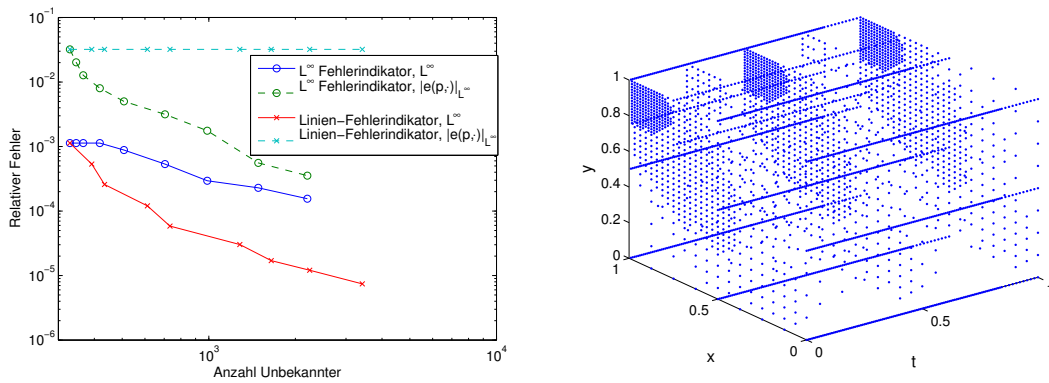 10^-1
10^-2
10^-3
10^-4
10^-5
10^-6
Relativer Fehler
10^3
10^4
Anzahl Unbekannter
L^∞ Fehlerindikator, L^∞
L^∞ Fehlerindikator, |e(p,·)|_L^∞
Linien−Fehlerindikator, L^∞
Linien−Fehlerindikator, |e(p,·)|_L^∞
1
0.8
0.6
0.4
0.2
0
y
1
0.5
0
x
0
0.5
t